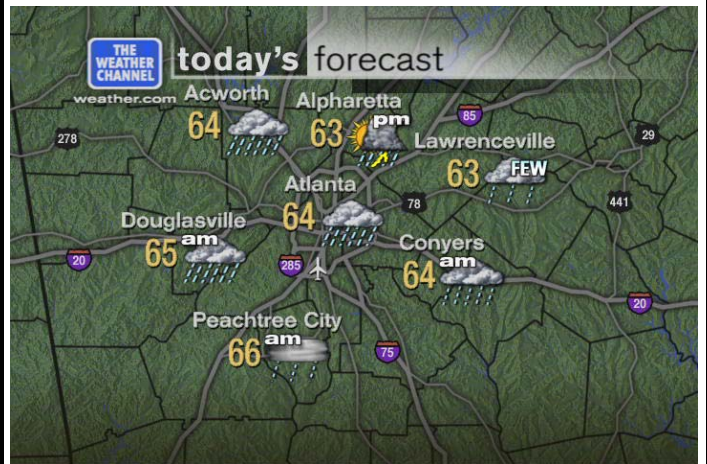 THE
WEATHER
CHANNEL
today's forecast
weather.com
Acworth
64
Alpharetta
63
pm
85
278
29
Lawrenceville
63
FEW
Atlanta
64
78
441
Douglasville
65
am
20
285
Conyers
64
am
20
Peachtree City
66
am
75